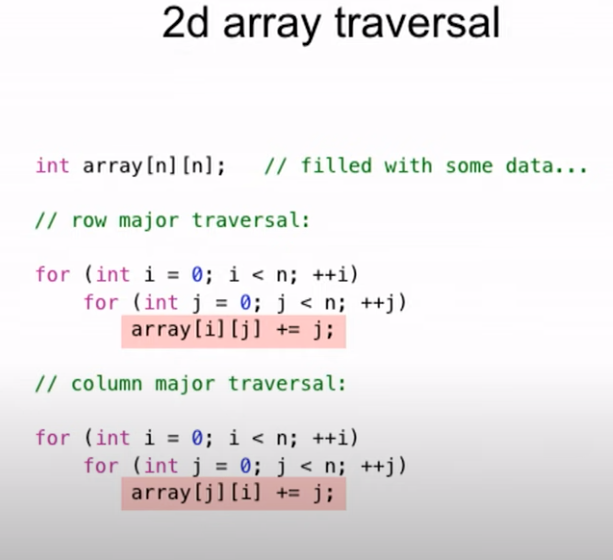 2d array traversal
int array[n][n];   // filled with some data...
// row major traversal:
for (int i = 0; i < n; ++i)
    for (int j = 0; j < n; ++j)
        array[i][j] += j;
// column major traversal:
for (int i = 0; i < n; ++i)
    for (int j = 0; j < n; ++j)
        array[j][i] += j;